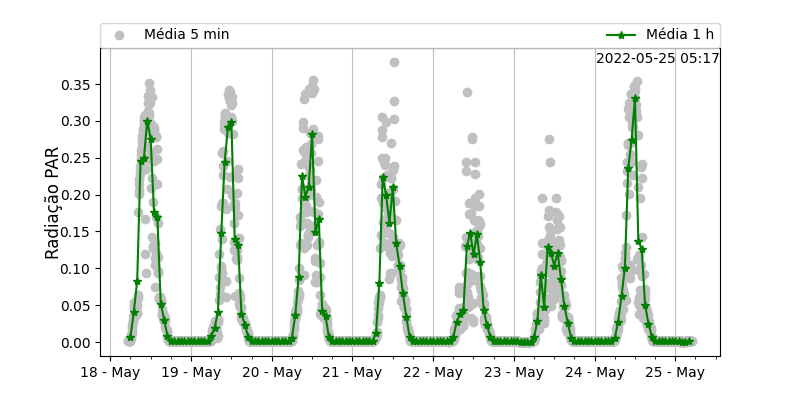 Média 5 min
Média 1 h
2022-05-25 05:17
Radiação PAR
0.35
0.30
0.25
0.20
0.15
0.10
0.05
0.00
18 - May
19 - May
20 - May
21 - May
22 - May
23 - May
24 - May
25 - May